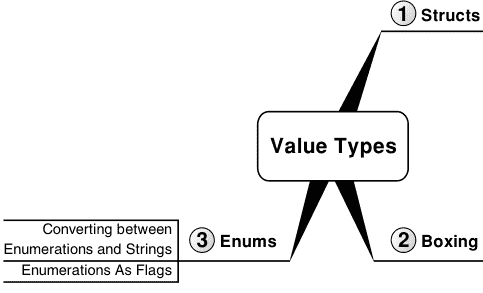 1 Structs
Value Types
2 Boxing
3 Enums
Converting between
Enumerations and Strings
Enumerations As Flags